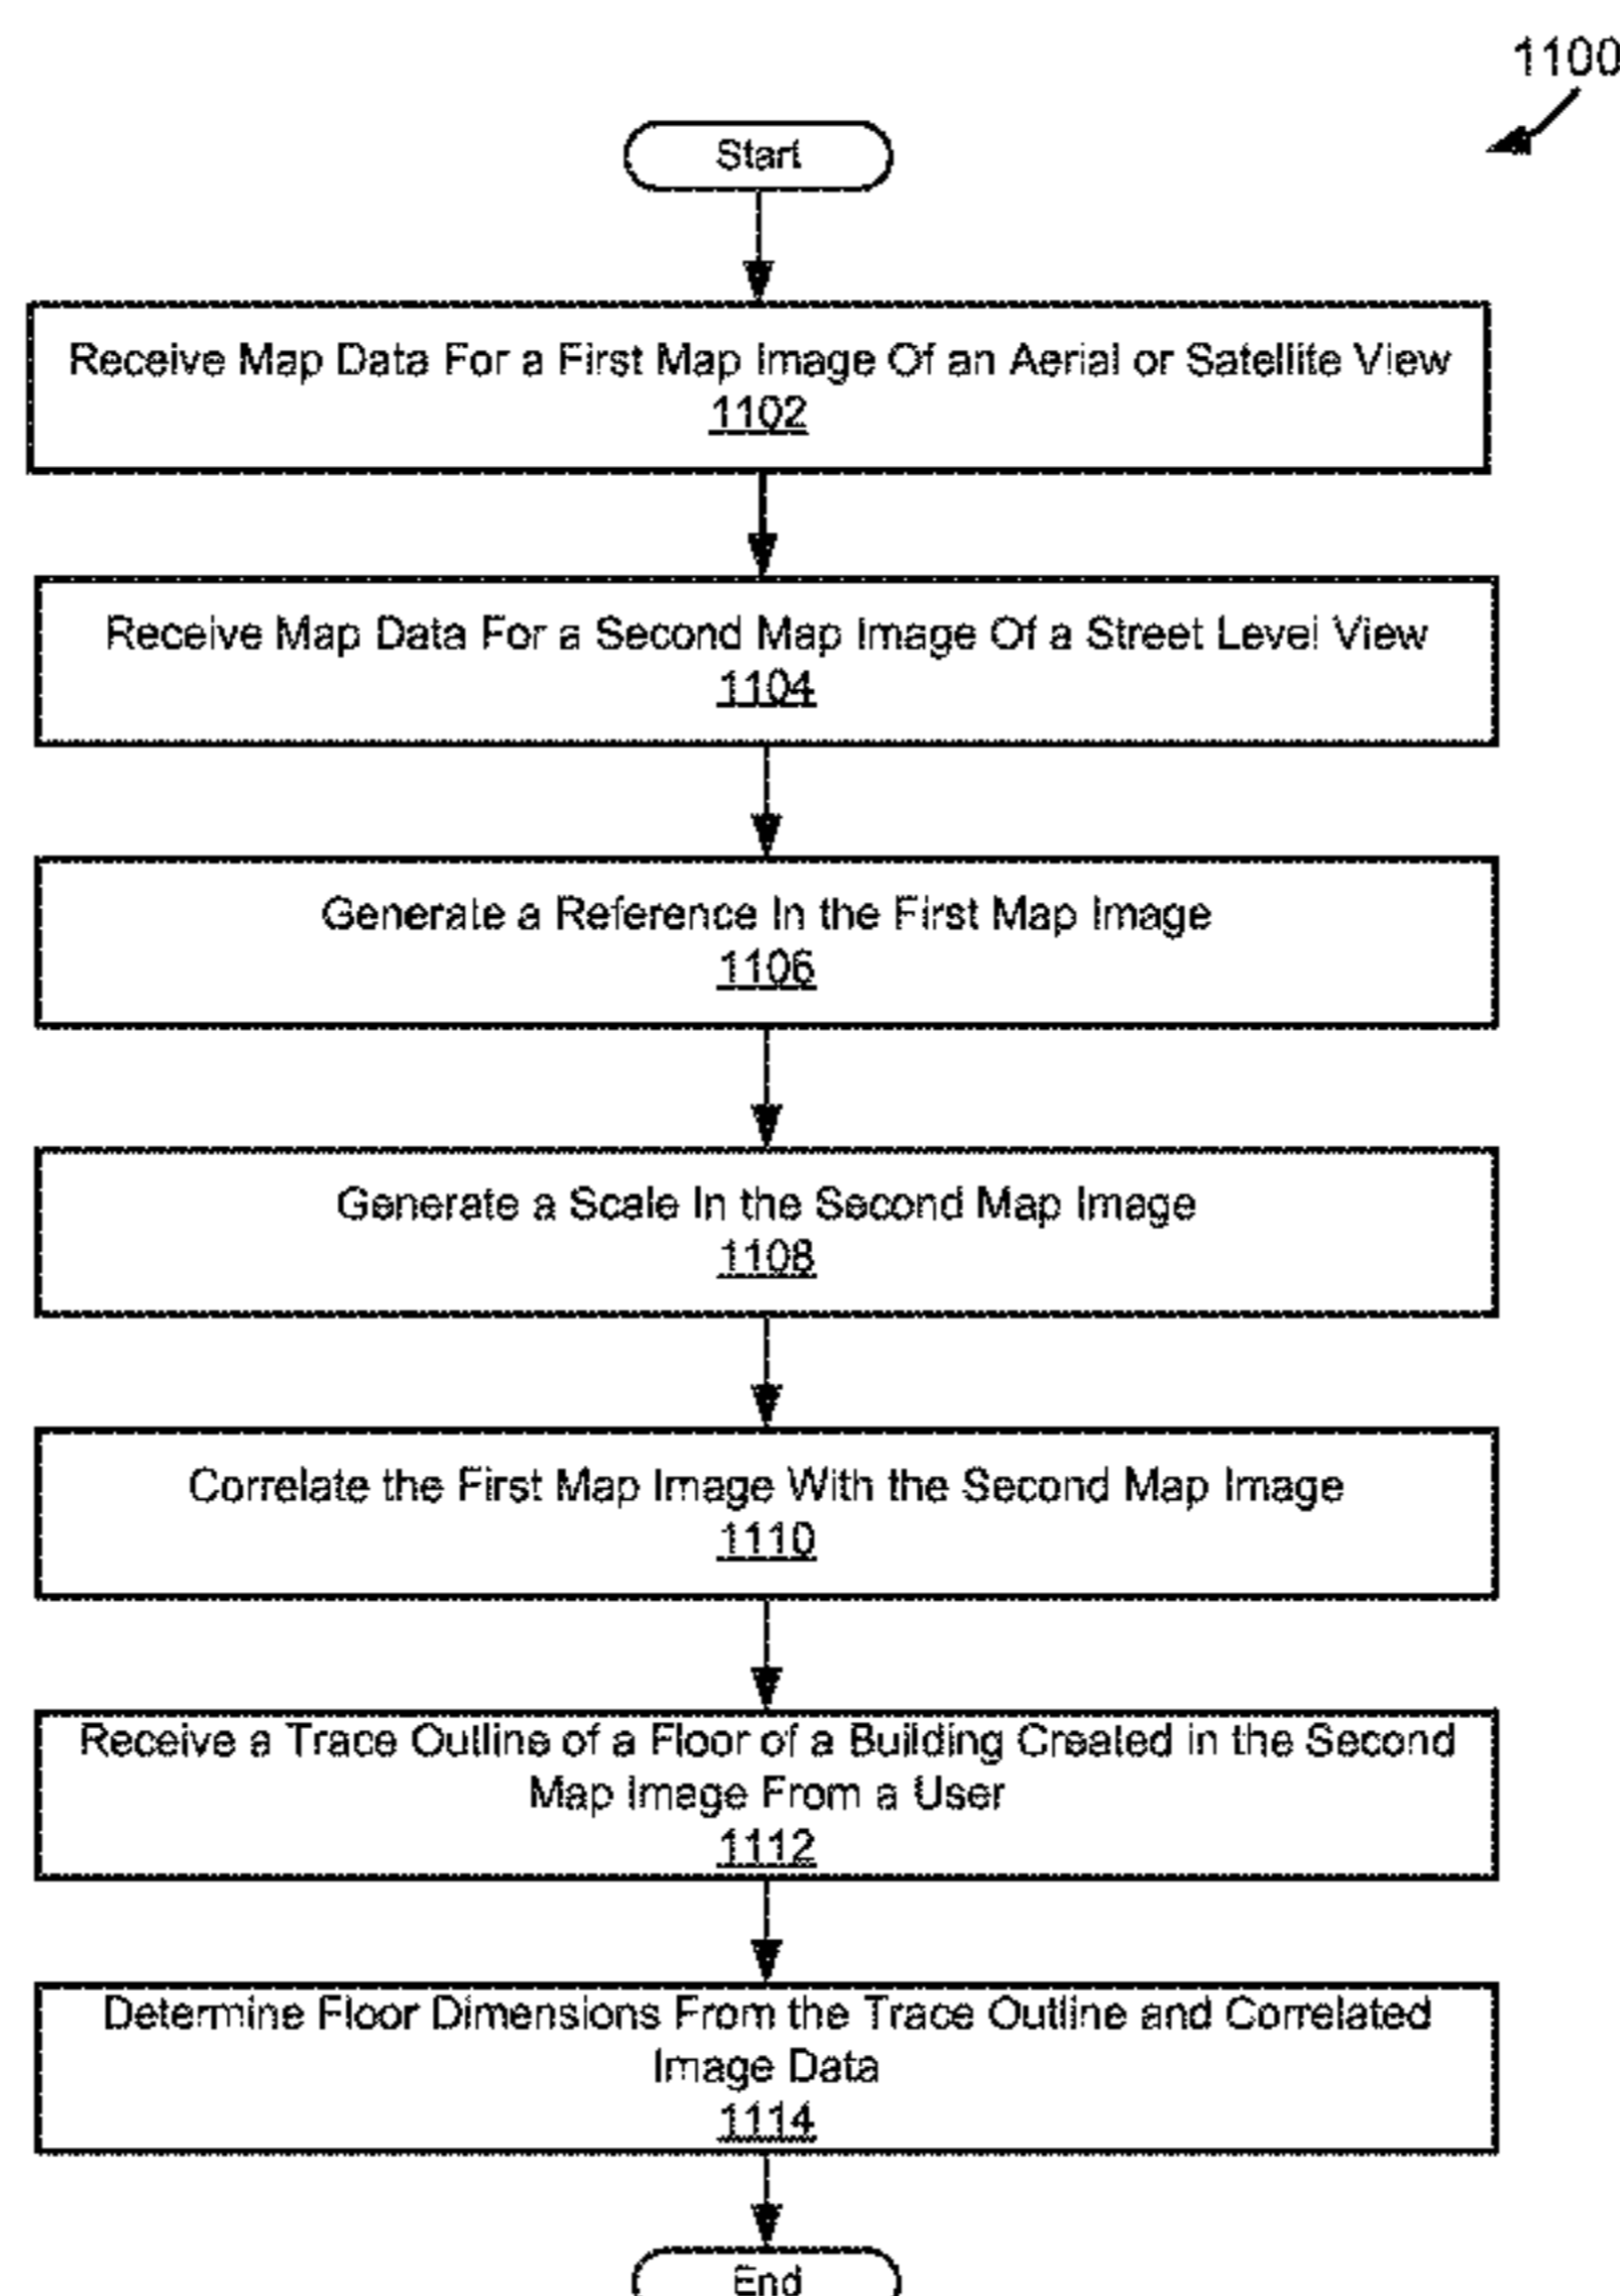 1100
Start
Receive Map Data For a First Map Image Of an Aerial or Satellite View
1102
Receive Map Data For a Second Map Image Of a Street Level View
1104
Generate a Reference In the First Map Image
1106
Generate a Scale In the Second Map Image
1108
Correlate the First Map Image With the Second Map Image
1110
Receive a Trace Outline of a Floor of a Building Created in the Second
Map Image From a User
1112
Determine Floor Dimensions From the Trace Outline and Correlated
Image Data
1114
End